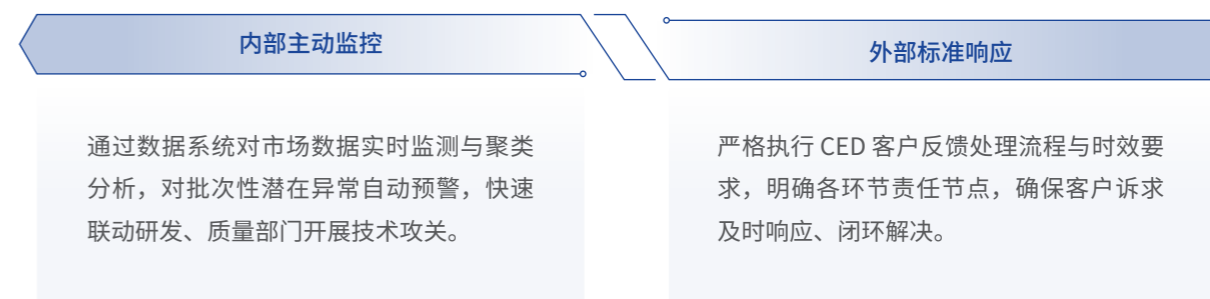 内部主动监控
通过数据系统对市场数据实时监测与聚类
分析，对批次性潜在异常自动预警，快速
联动研发、质量部门开展技术攻关。
外部标准响应
严格执行 CED 客户反馈处理流程与时效要
求，明确各环节责任节点，确保客户诉求
及时响应、闭环解决。